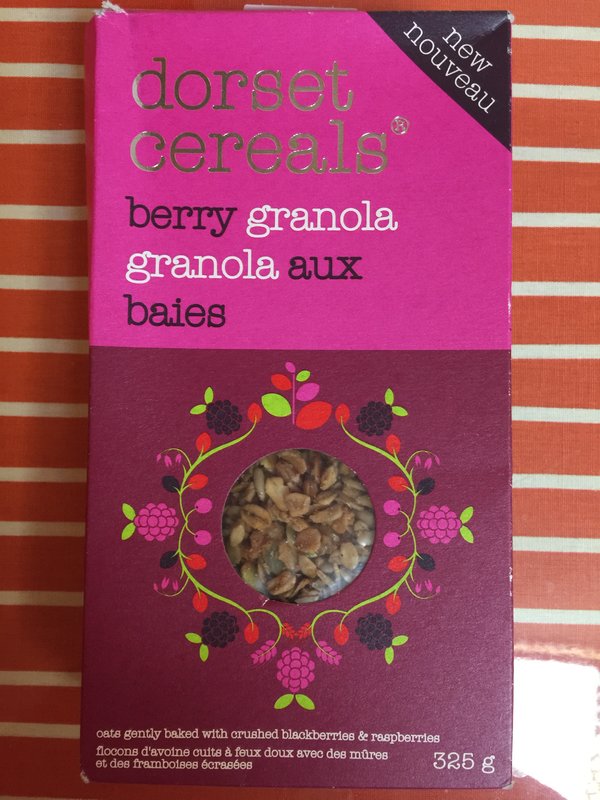 new
nouveau
dorset
cereals®
berry granola
granola aux
baies
oats gently baked with crushed blackberries & raspberries
flocons d'avoine cuits à feux doux avec des mûres
et des framboises écrasées
325 g